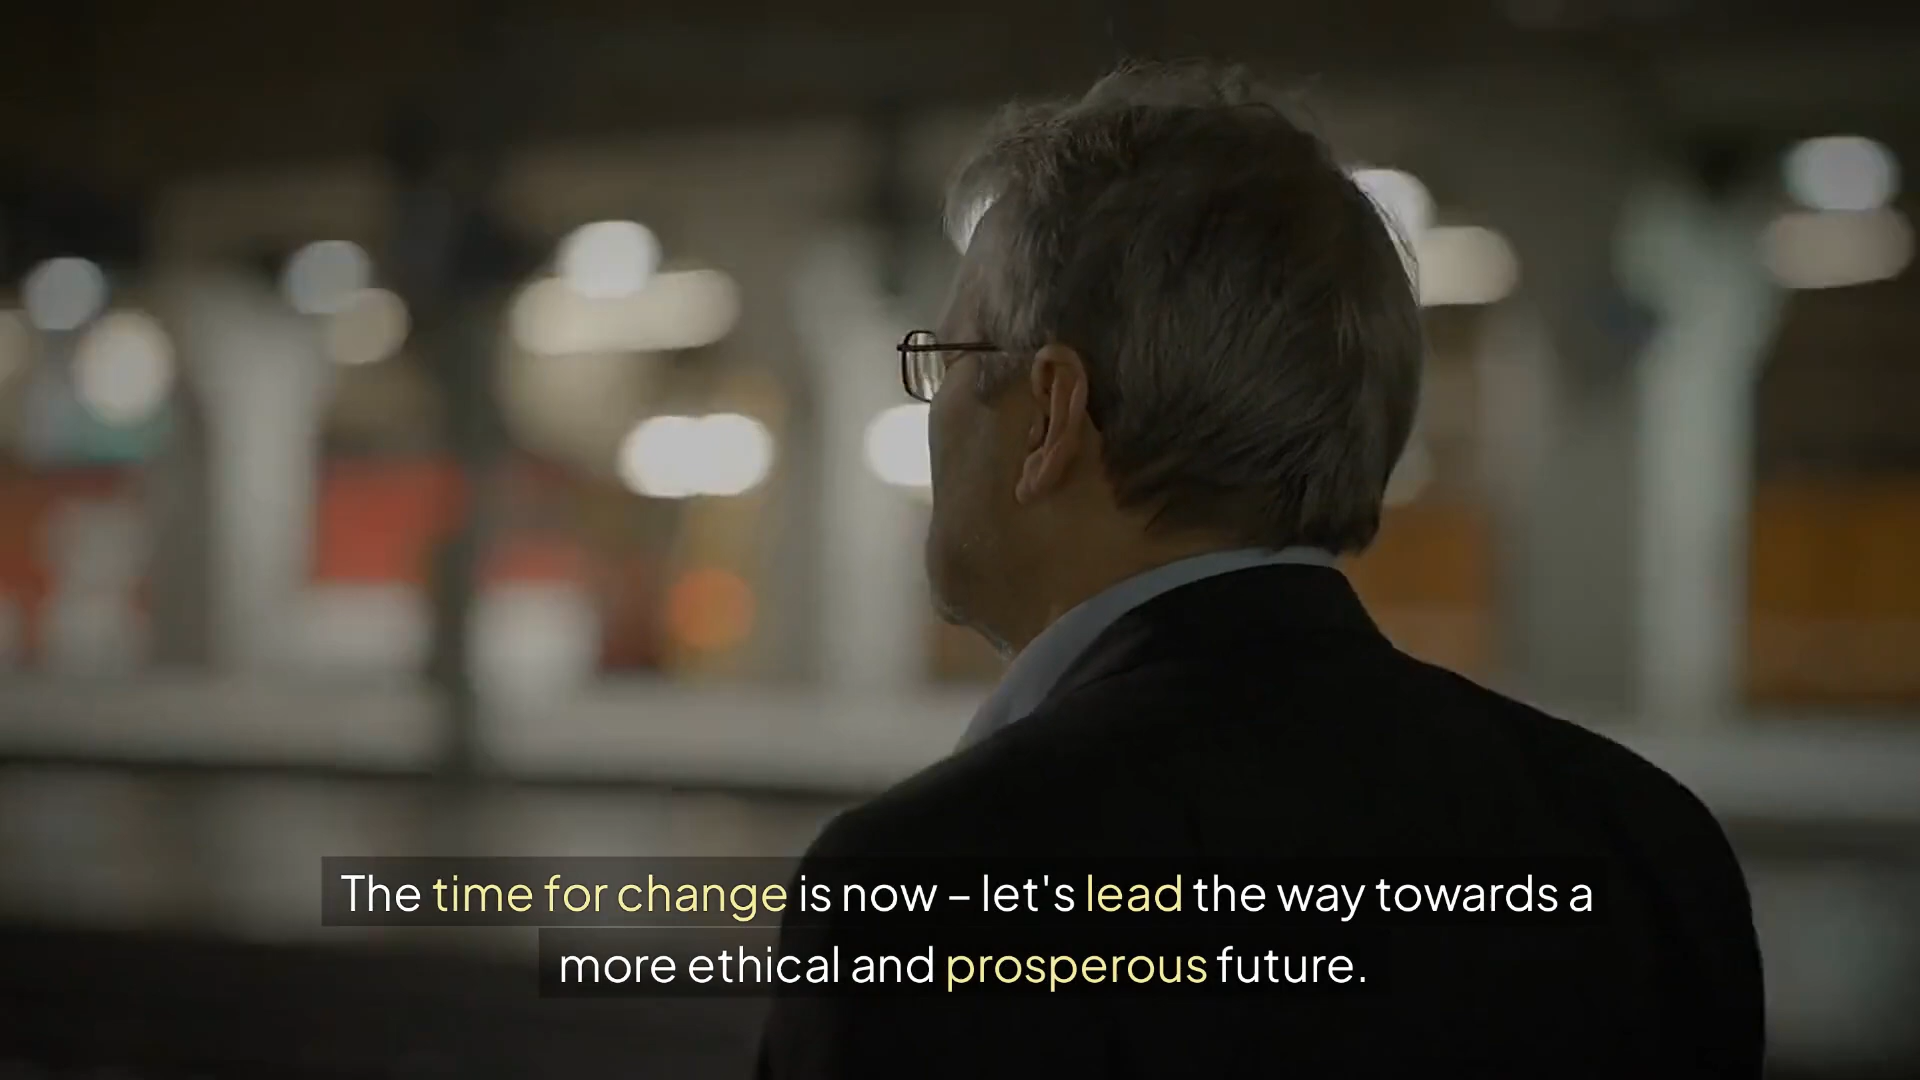 The time for change is now – let's lead the way towards a
more ethical and prosperous future.